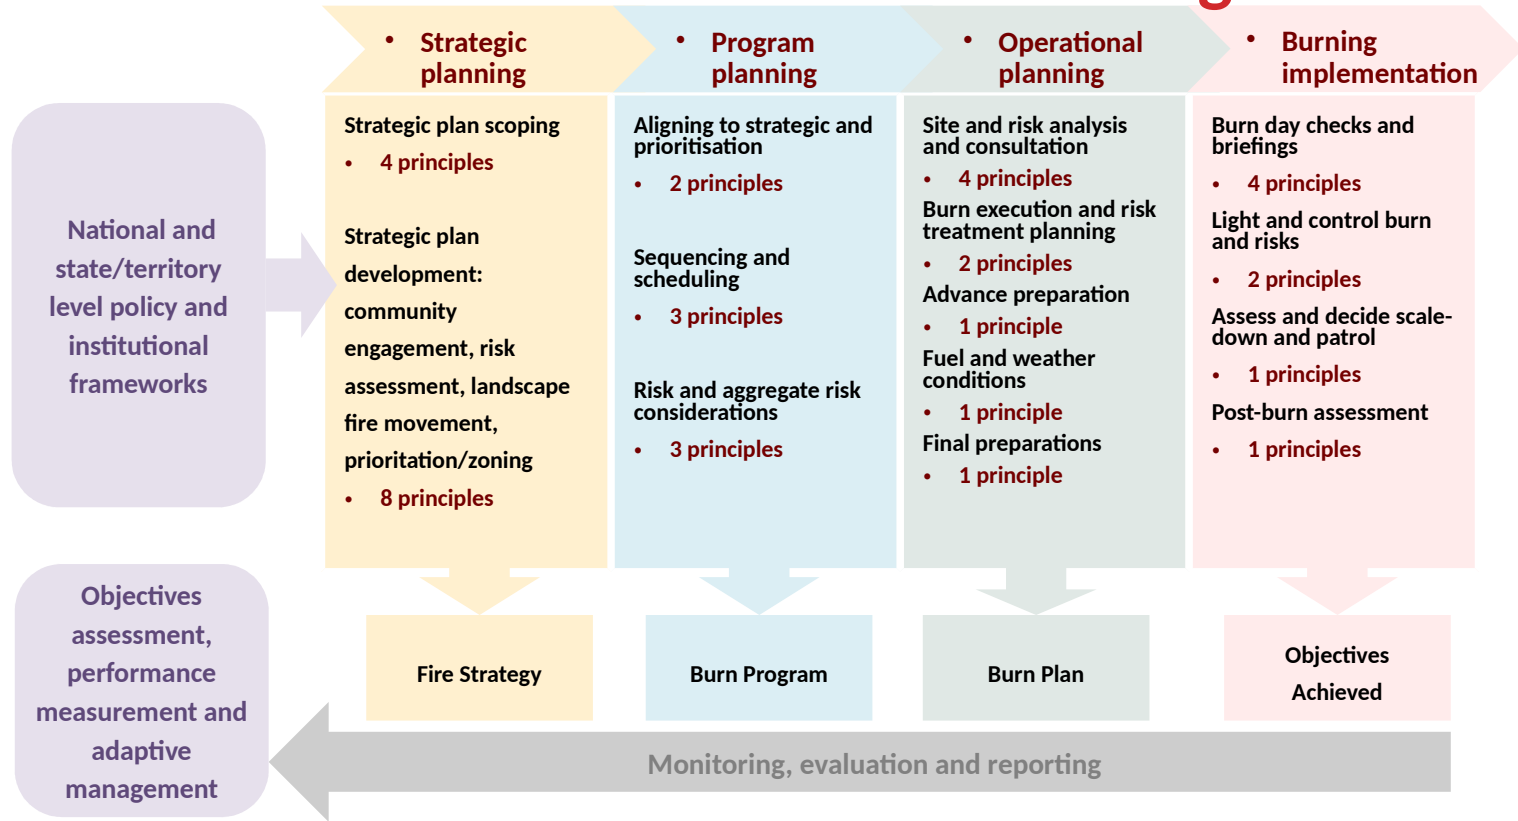 • Strategic
planning
• Program
planning
• Operational
planning
• Burning
implementation
National and
state/territory
level policy and
institutional
frameworks
Strategic plan scoping
• 4 principles
Strategic plan
development:
community
engagement, risk
assessment, landscape
fire movement,
prioritation/zoning
• 8 principles
Aligning to strategic and
prioritisation
• 2 principles
Sequencing and
scheduling
• 3 principles
Risk and aggregate risk
considerations
• 3 principles
Site and risk analysis
and consultation
• 4 principles
Burn execution and risk
treatment planning
• 2 principles
Advance preparation
• 1 principle
Fuel and weather
conditions
• 1 principle
Final preparations
• 1 principle
Burn day checks and
briefings
• 4 principles
Light and control burn
and risks
• 2 principles
Assess and decide scale-
down and patrol
• 1 principles
Post-burn assessment
• 1 principles
Fire Strategy
Burn Program
Burn Plan
Objectives
Achieved
Objectives
assessment,
performance
measurement and
adaptive
management
Monitoring, evaluation and reporting